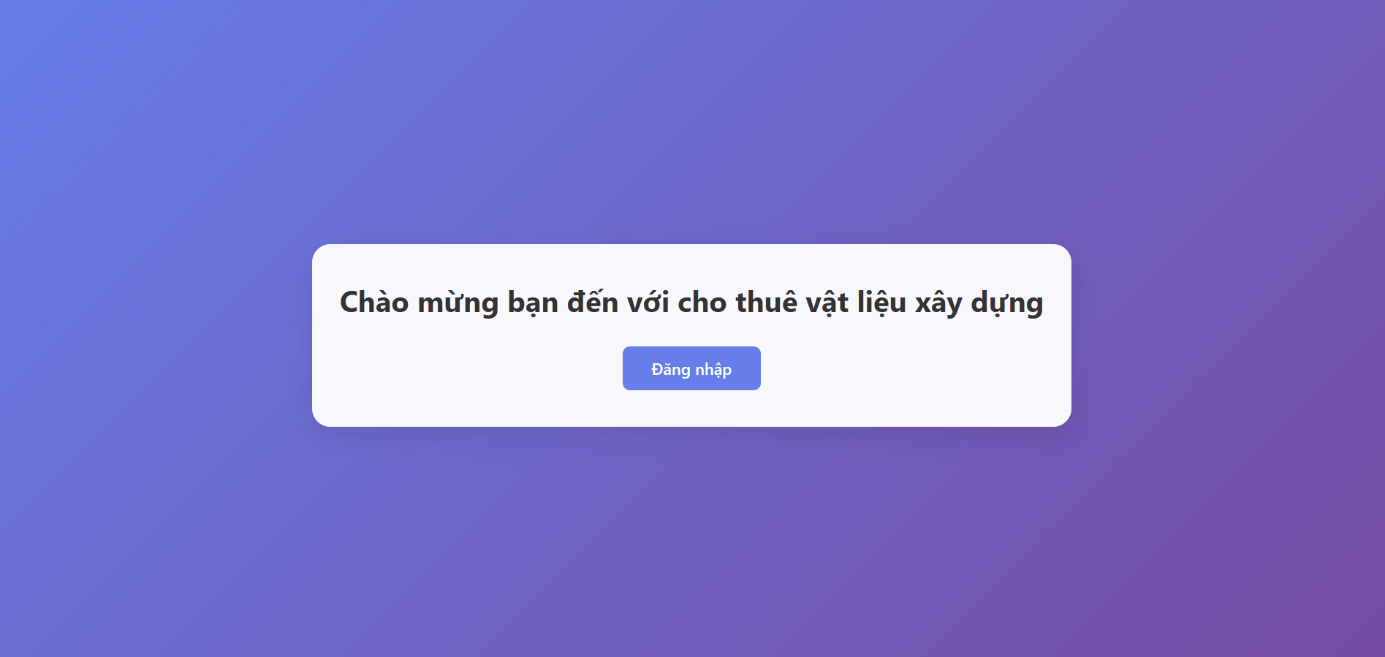 Chào mừng bạn đến với cho thuê vật liệu xây dựng
Đăng nhập